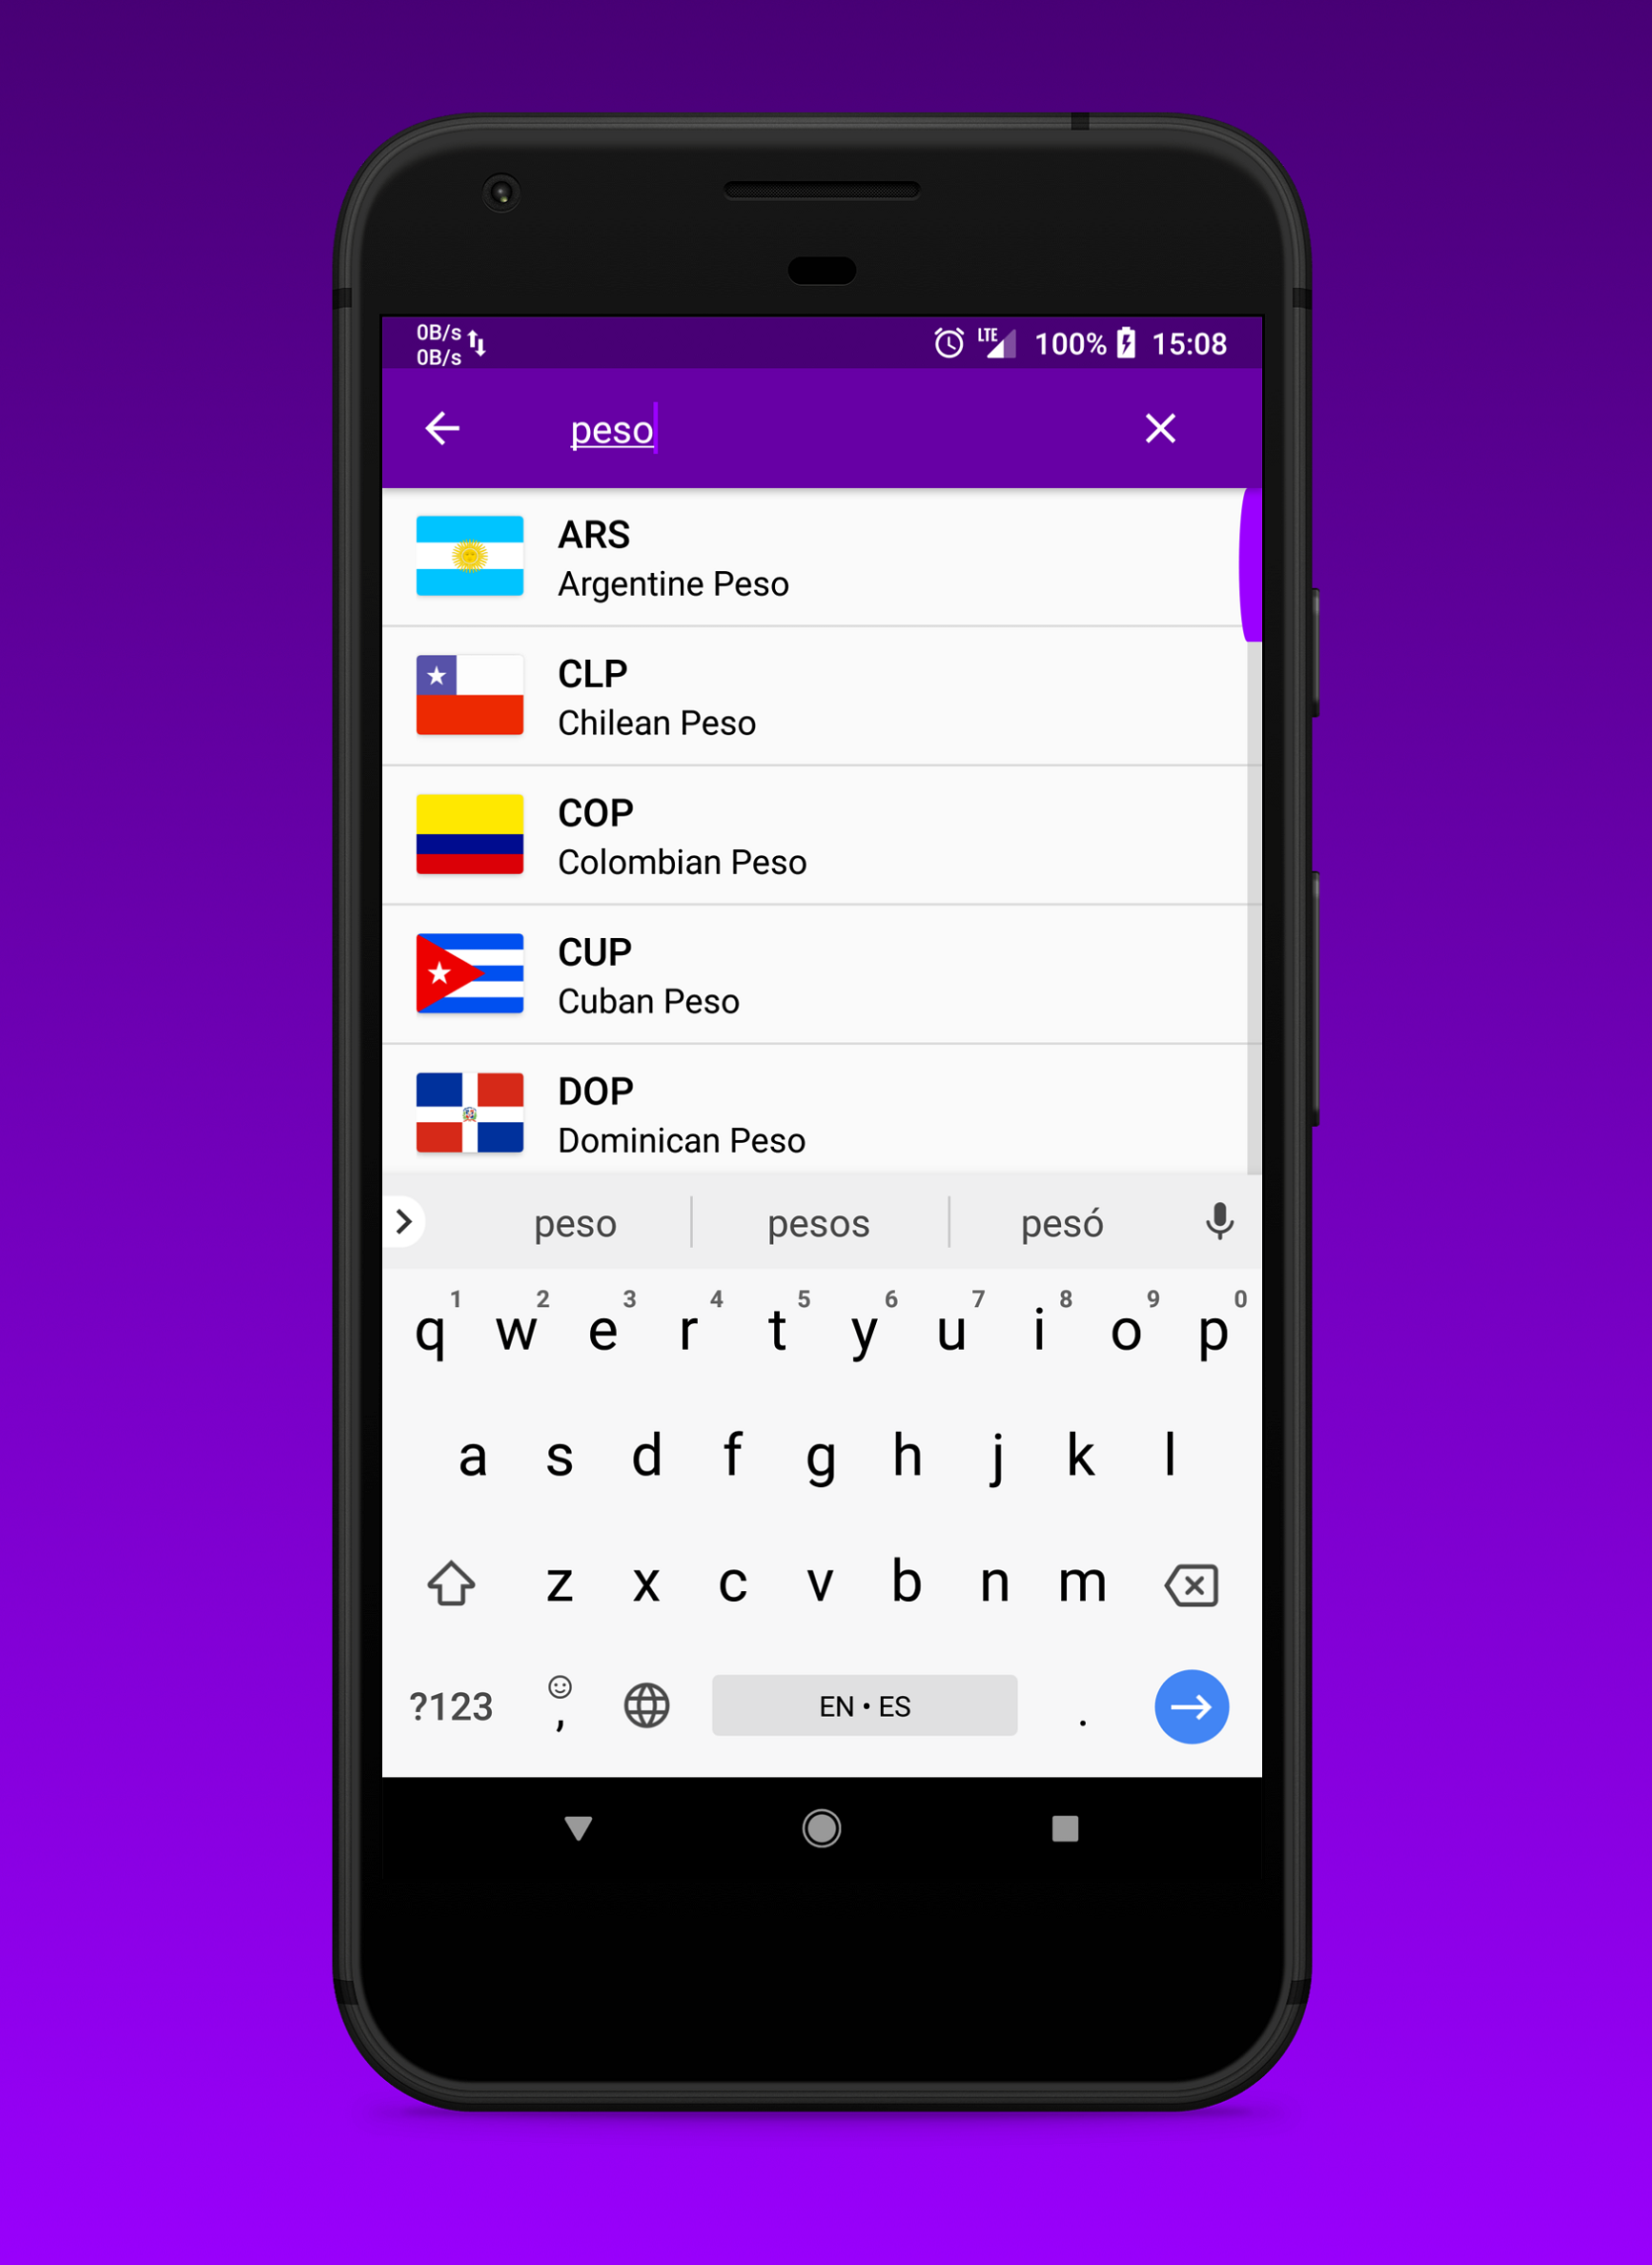 0B/s
0B/s
LTE 100% 15:08
peso
ARS
Argentine Peso
CLP
Chilean Peso
COP
Colombian Peso
CUP
Cuban Peso
DOP
Dominican Peso
peso pesos pesó
1 2 3 4 5 6 7 8 9 0
q w e r t y u i o p
a s d f g h j k l
z x c v b n m
?123 , EN • ES .